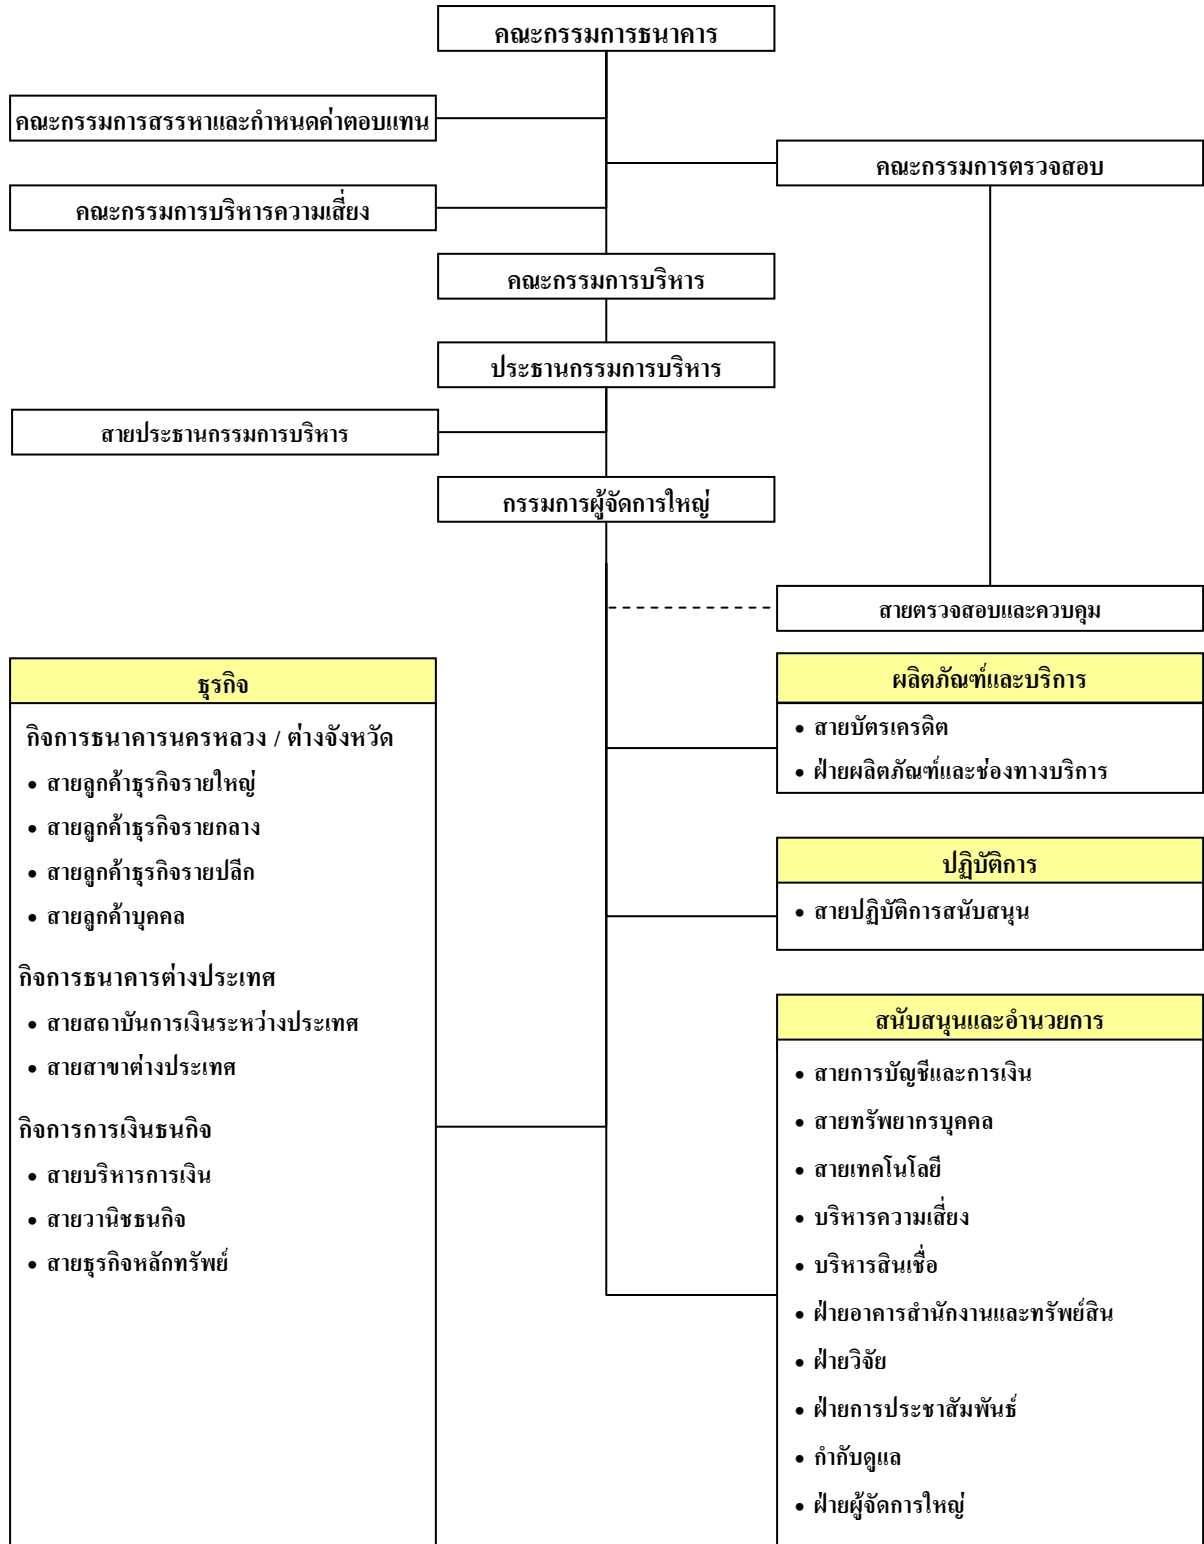 คณะกรรมการธนาคาร
คณะกรรมการสรรหาและกำหนดค่าตอบแทน
คณะกรรมการตรวจสอบ
คณะกรรมการบริหารความเสี่ยง
คณะกรรมการบริหาร
ประธานกรรมการบริหาร
สายประธานกรรมการบริหาร
กรรมการผู้จัดการใหญ่
สายตรวจสอบและควบคุม
ธุรกิจ
กิจการธนาคารนครหลวง / ต่างจังหวัด
• สายลูกค้าธุรกิจรายใหญ่
• สายลูกค้าธุรกิจรายกลาง
• สายลูกค้าธุรกิจรายปลีก
• สายลูกค้าบุคคล
กิจการธนาคารต่างประเทศ
• สายสถาบันการเงินระหว่างประเทศ
• สายสาขาต่างประเทศ
กิจการการเงินธนกิจ
• สายบริหารการเงิน
• สายวานิชธนกิจ
• สายธุรกิจหลักทรัพย์
ผลิตภัณฑ์และบริการ
• สายบัตรเครดิต
• ฝ่ายผลิตภัณฑ์และช่องทางบริการ
ปฏิบัติการ
• สายปฏิบัติการสนับสนุน
สนับสนุนและอำนวยการ
• สายการบัญชีและการเงิน
• สายทรัพยากรบุคคล
• สายเทคโนโลยี
• บริหารความเสี่ยง
• บริหารสินเชื่อ
• ฝ่ายอาคารสำนักงานและทรัพย์สิน
• ฝ่ายวิจัย
• ฝ่ายการประชาสัมพันธ์
• กำกับดูแล
• ฝ่ายผู้จัดการใหญ่